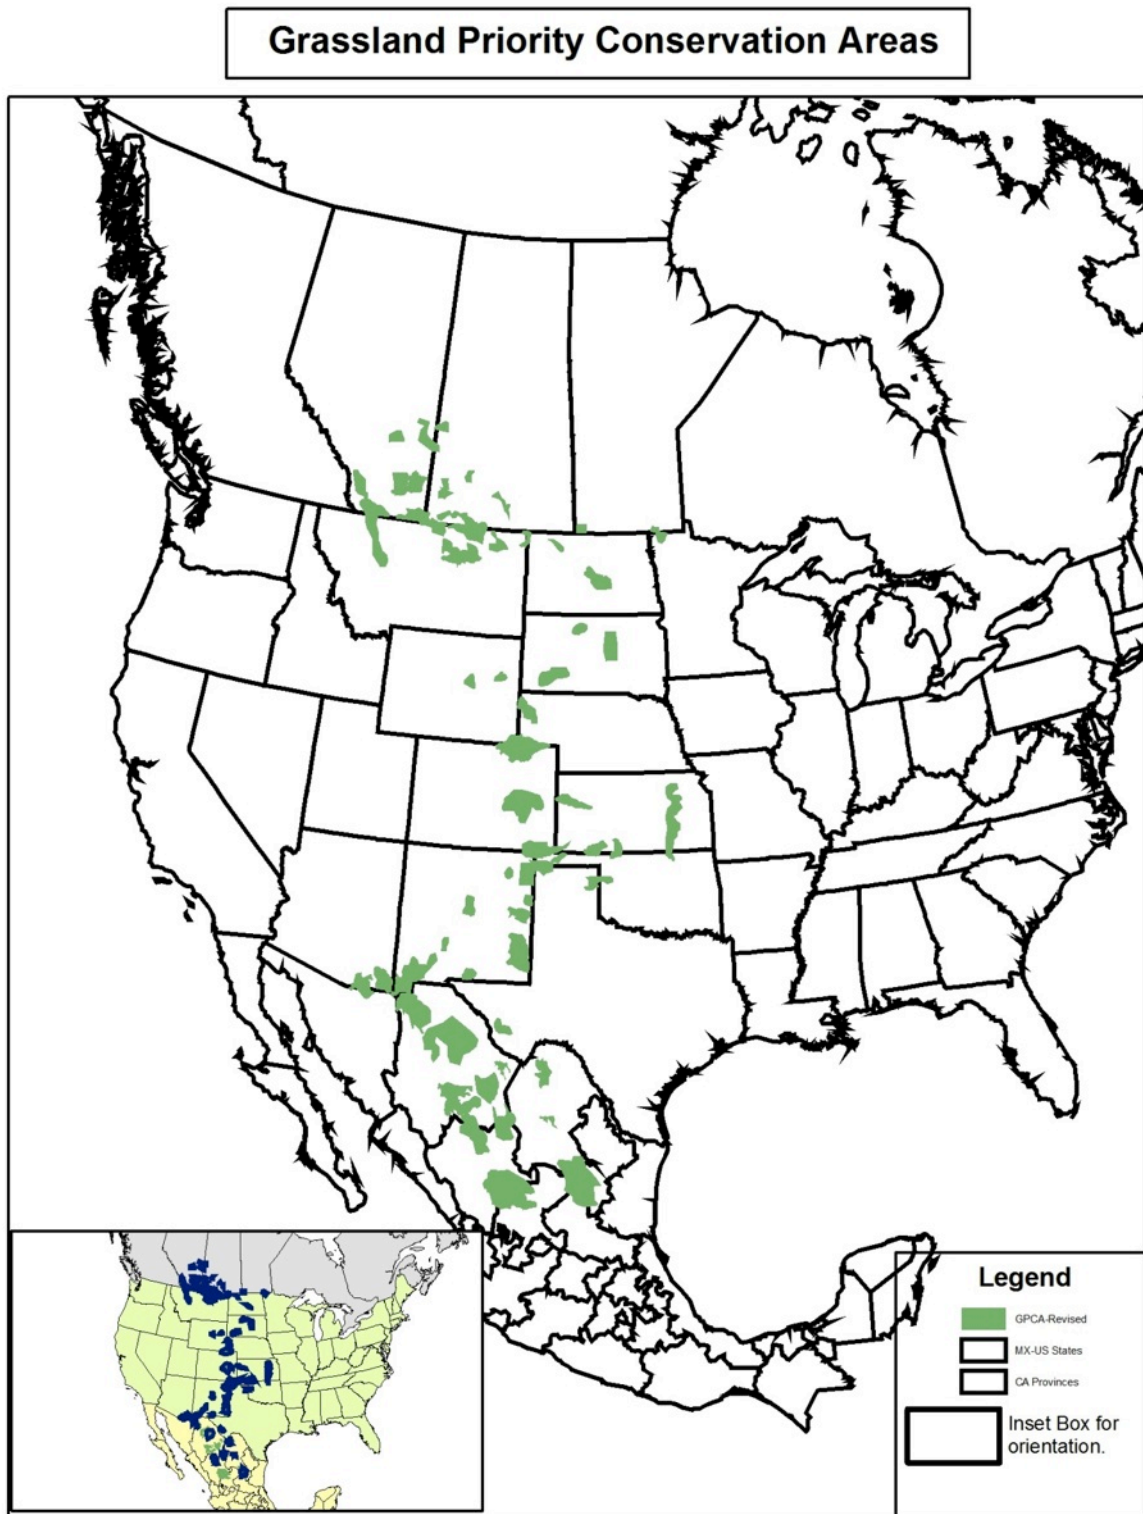 Grassland Priority Conservation Areas
Legend
GPCA-Revised
MX-US States
CA Provinces
Inset Box for
orientation.